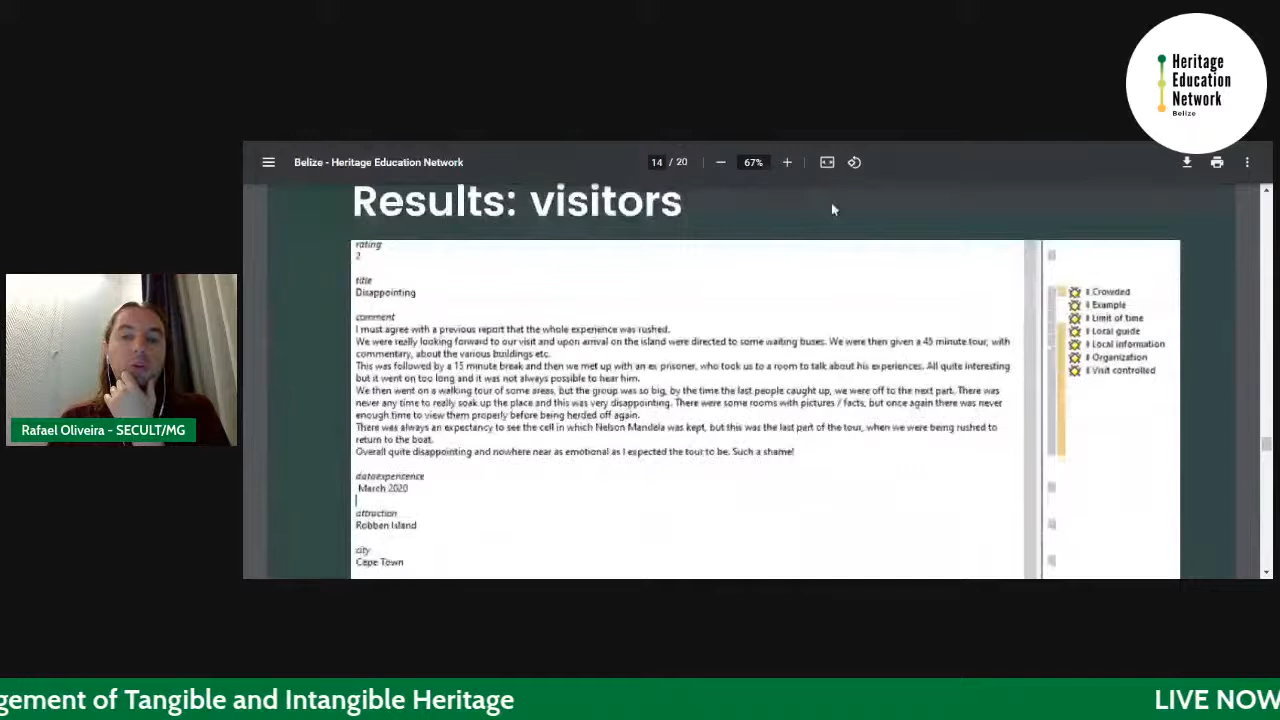 Heritage
Education
Network
Belize
Belize - Heritage Education Network
14 / 20
67%
Results: visitors
rating
2
title
Disappointing
comment
I must agree with a previous report that the whole experience was rushed.
We were really looking forward to our visit and upon arrival on the island were directed to some waiting buses. We were then given a 45 minute tour, with
commentary, about the various buildings etc.
This was followed by a 15 minute break and then we met up with an ex prisoner, who took us to a room to talk about his experiences. All quite interesting
but it went on too long and it was not always possible to hear him.
We then went on a walking tour of some areas, but the group was so big, by the time the last people caught up, we were off to the next part. There was
never any time to really soak up the place and this was very disappointing. There were some rooms with pictures / facts, but once again there was never
enough time to view them properly before being herded off again.
There was always an expectancy to see the cell in which Nelson Mandela was kept, but this was the last part of the tour, when we were being rushed to
return to the boat.
Overall quite disappointing and nowhere near as emotional as I expected the tour to be. Such a shame!
dataexperience
March 2020
attraction
Robben Island
city
Cape Town
Crowded
Example
Limit of time
Local guide
Local information
Organization
Visit controlled
Rafael Oliveira - SECULT/MG
gement of Tangible and Intangible Heritage
LIVE NOW